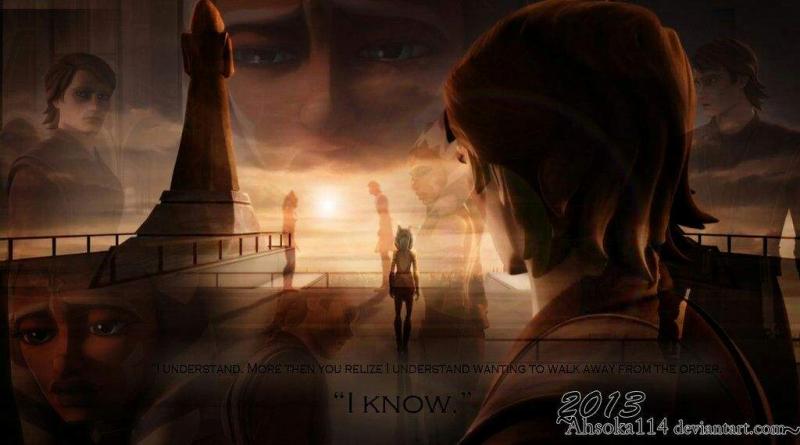 "I understand. More then you relize I understand wanting to walk away from the order.
"I know."
2013
Ahsoka114.deviantart.com~